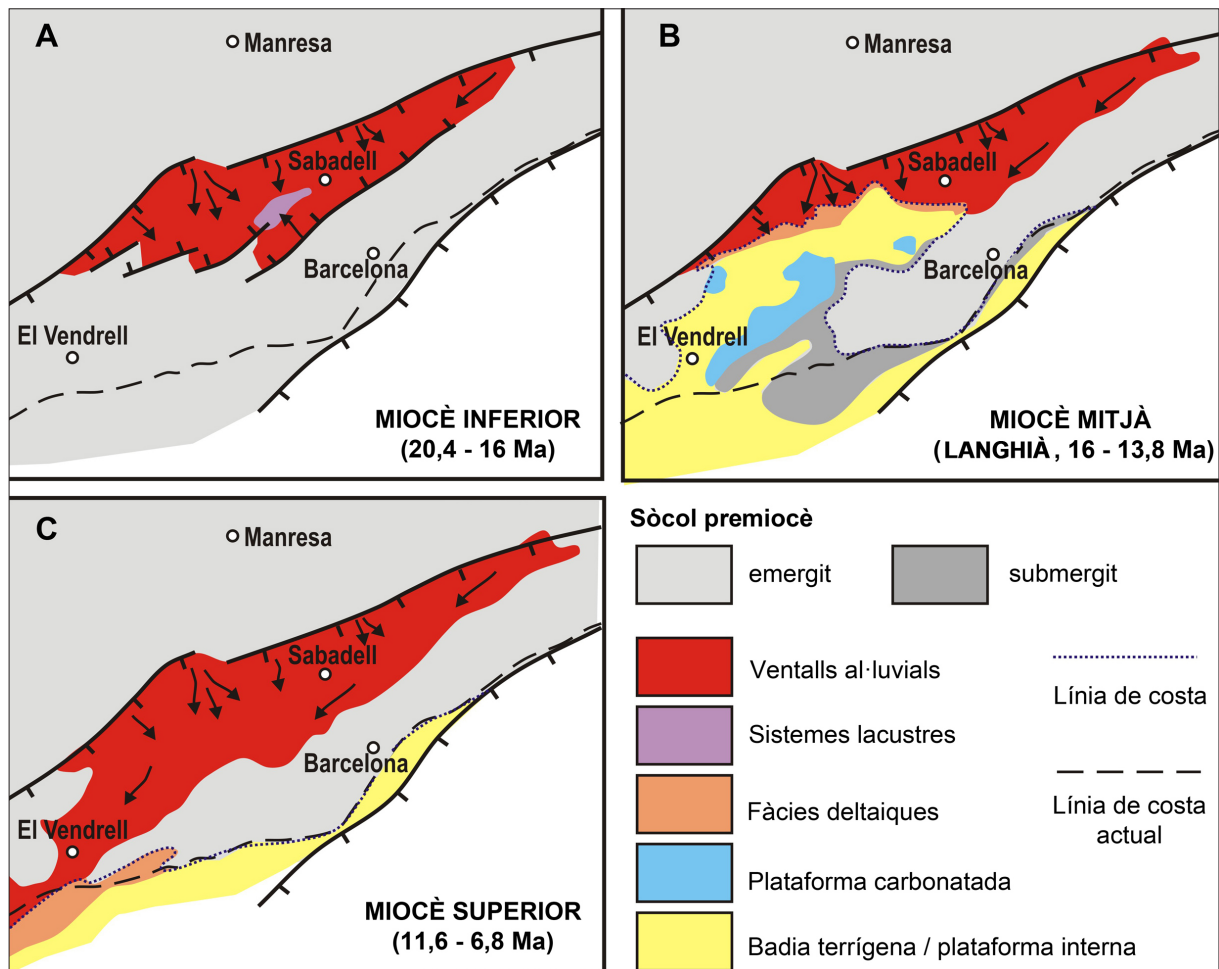 A
Manresa
Sabadell
Barcelona
El Vendrell
MIOCÈ INFERIOR
(20,4 - 16 Ma)
B
Manresa
Sabadell
Barcelona
El Vendrell
MIOCÈ MITJÀ
(LANGHIÀ, 16 - 13,8 Ma)
C
Manresa
Sabadell
Barcelona
El Vendrell
MIOCÈ SUPERIOR
(11,6 - 6,8 Ma)
Sòcol premiocè
emergit
submergit
Ventalls al·luvials
Sistemes lacustres
Fàcies deltaiques
Plataforma carbonatada
Badia terrígena / plataforma interna
Línia de costa
Línia de costa
actual